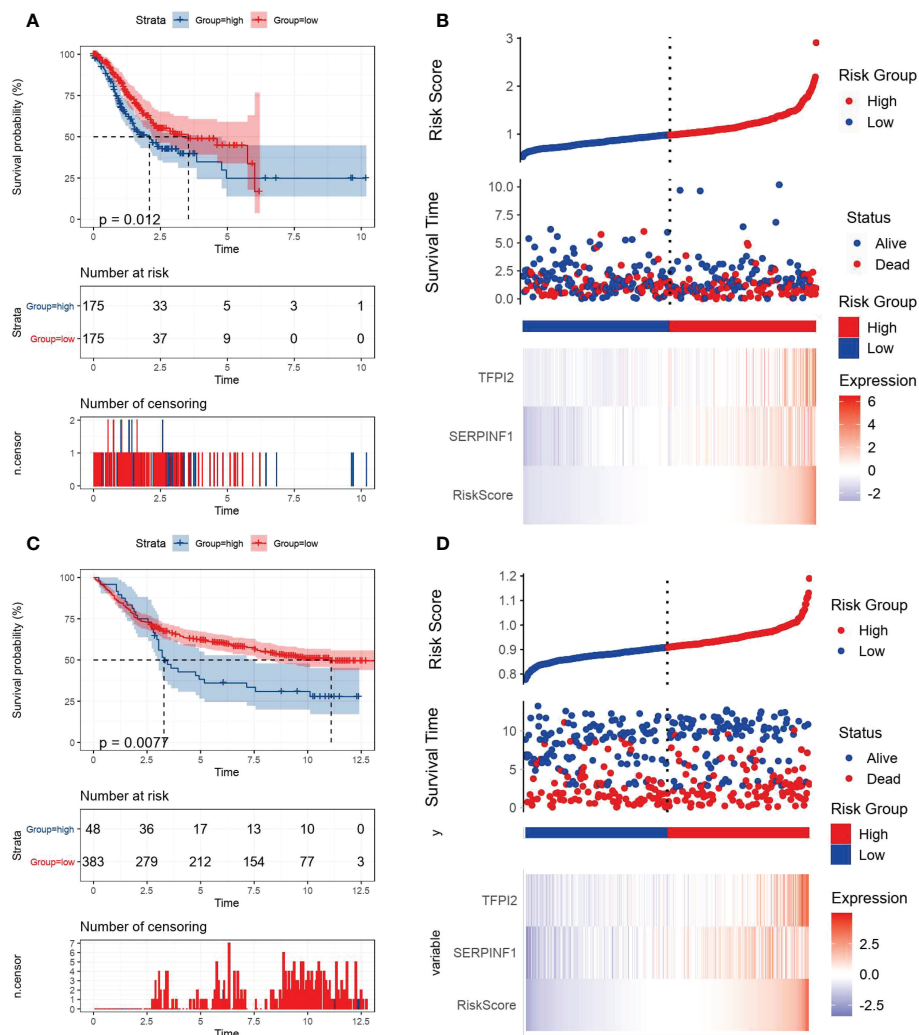 A
Strata Group=high Group=low
Survival probability (%)
100
75
50
25
0
p = 0.012
0 2.5 5 7.5 10
Time
Number at risk
Strata
Group=high 175 33 5 3 1
Group=low 175 37 9 0 0
0 2.5 5 7.5 10
Time
Number of censoring
n.censor
2
1
0
0 2.5 5 7.5 10
Time
B
Risk Score
3
2
1
Risk Group
High
Low
Survival Time
10.0
7.5
5.0
2.5
0.0
Status
Alive
Dead
Risk Group
High
Low
TFPI2
SERPINF1
RiskScore
Expression
6
4
2
0
-2
C
Strata Group=high Group=low
Survival probability (%)
100
75
50
25
0
p = 0.0077
0 2.5 5 7.5 10 12.5
Time
Number at risk
Strata
Group=high 48 36 17 13 10 0
Group=low 383 279 212 154 77 3
0 2.5 5 7.5 10 12.5
Time
Number of censoring
n.censor
7
6
5
4
3
2
1
0
0 2.5 5 7.5 10 12.5
Time
D
Risk Score
1.2
1.1
1.0
0.9
0.8
Risk Group
High
Low
Survival Time
10
5
0
Status
Alive
Dead
y
Risk Group
High
Low
variable
TFPI2
SERPINF1
RiskScore
Expression
2.5
0.0
-2.5